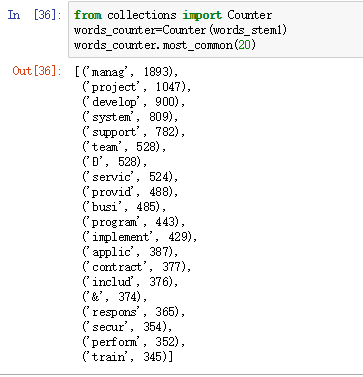 In [36]: from collections import Counter
words_counter=Counter(words_stem1)
words_counter.most_common(20)
Out[36]: [('manag', 1893),
('project', 1047),
('develop', 900),
('system', 809),
('support', 782),
('team', 528),
('Ð', 528),
('servic', 524),
('provid', 488),
('busi', 485),
('program', 443),
('implement', 429),
('applic', 387),
('contract', 377),
('includ', 376),
('&', 374),
('respons', 365),
('secur', 354),
('perform', 352),
('train', 345)]